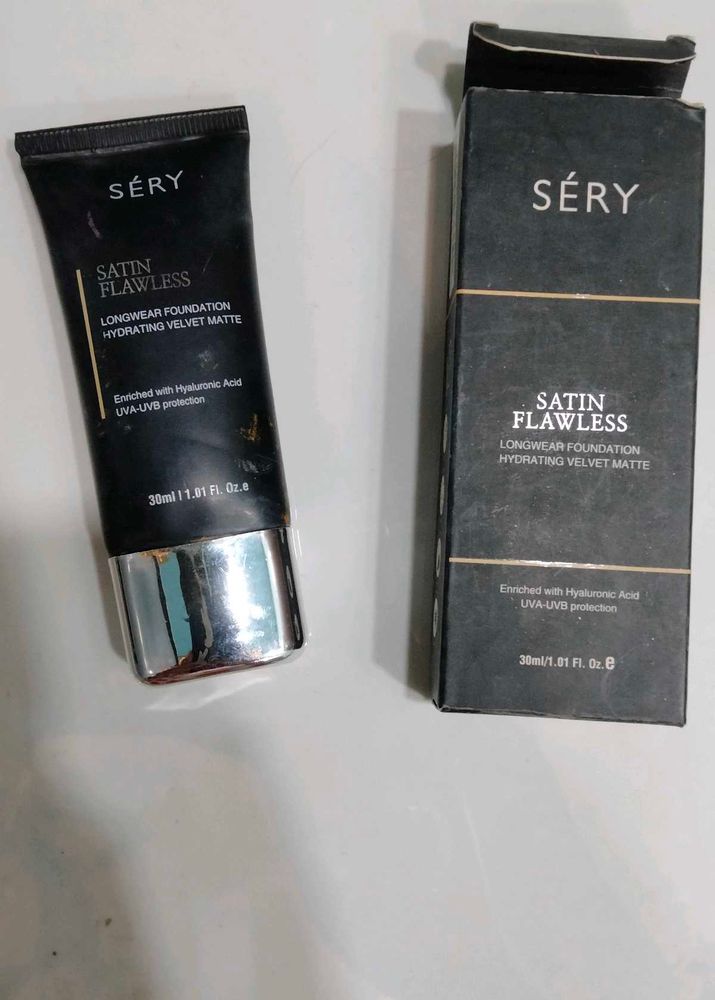 SÉRY
SATIN
FLAWLESS
LONGWEAR FOUNDATION
HYDRATING VELVET MATTE
Enriched with Hyaluronic Acid
UVA-UVB protection
30ml l 1.01 Fl. Oz.e
SÉRY
SATIN
FLAWLESS
LONGWEAR FOUNDATION
HYDRATING VELVET MATTE
Enriched with Hyaluronic Acid
UVA-UVB protection
30ml/1.01 Fl. Oz.e